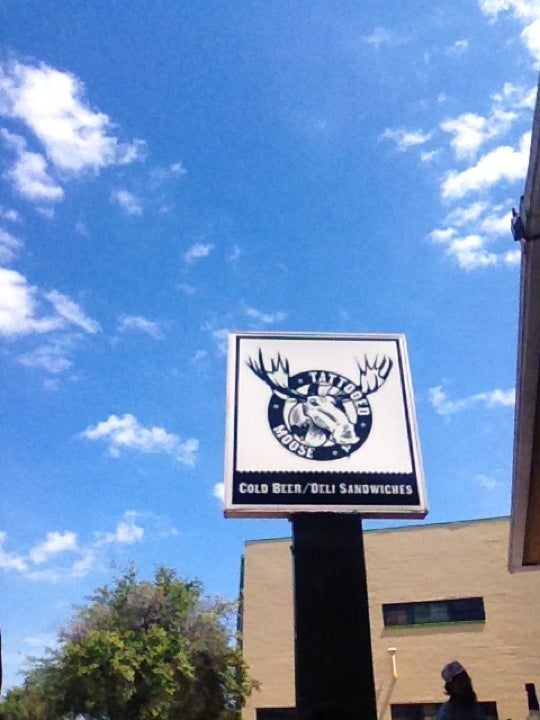 TATTOOED
MOOSE
COLD BEER/DELI SANDWICHES